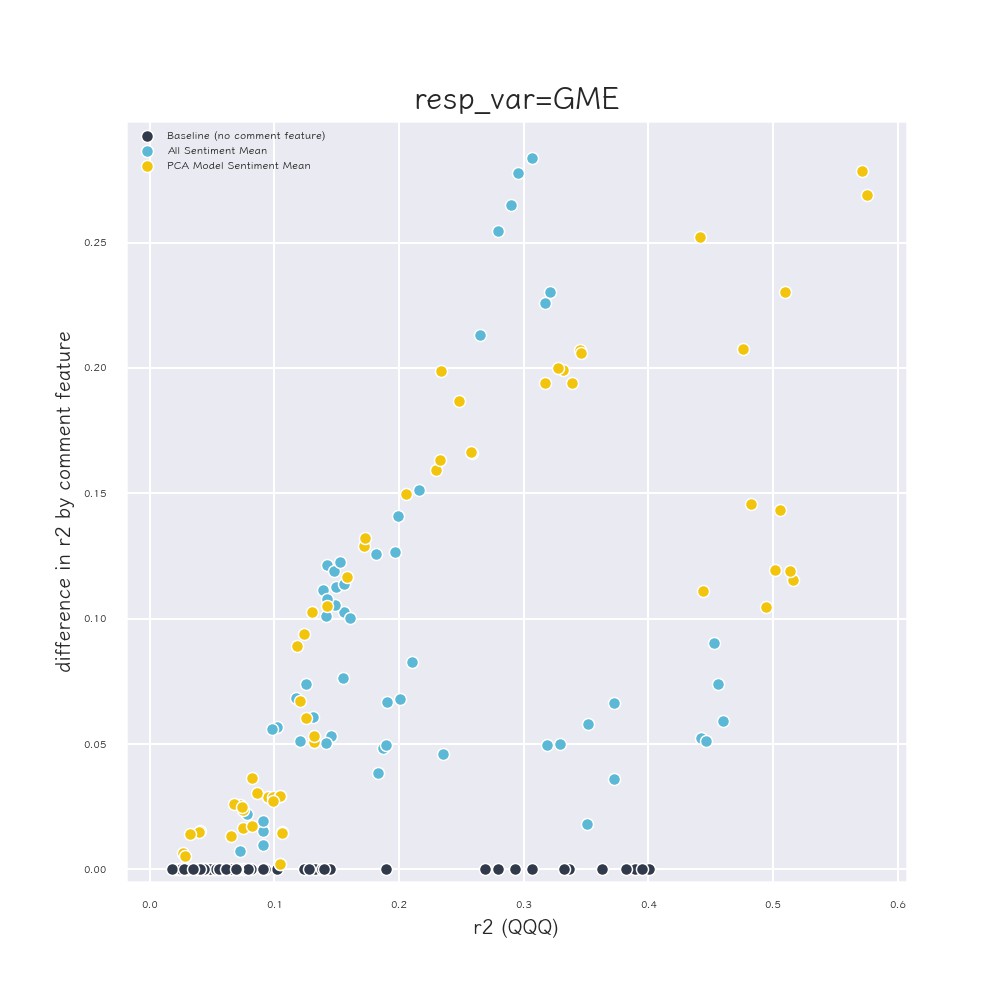 resp_var=GME
Baseline (no comment feature)
All Sentiment Mean
PCA Model Sentiment Mean
difference in r2 by comment feature
0.25
0.20
0.15
0.10
0.05
0.00
0.0 0.1 0.2 0.3 0.4 0.5 0.6
r2 (QQQ)